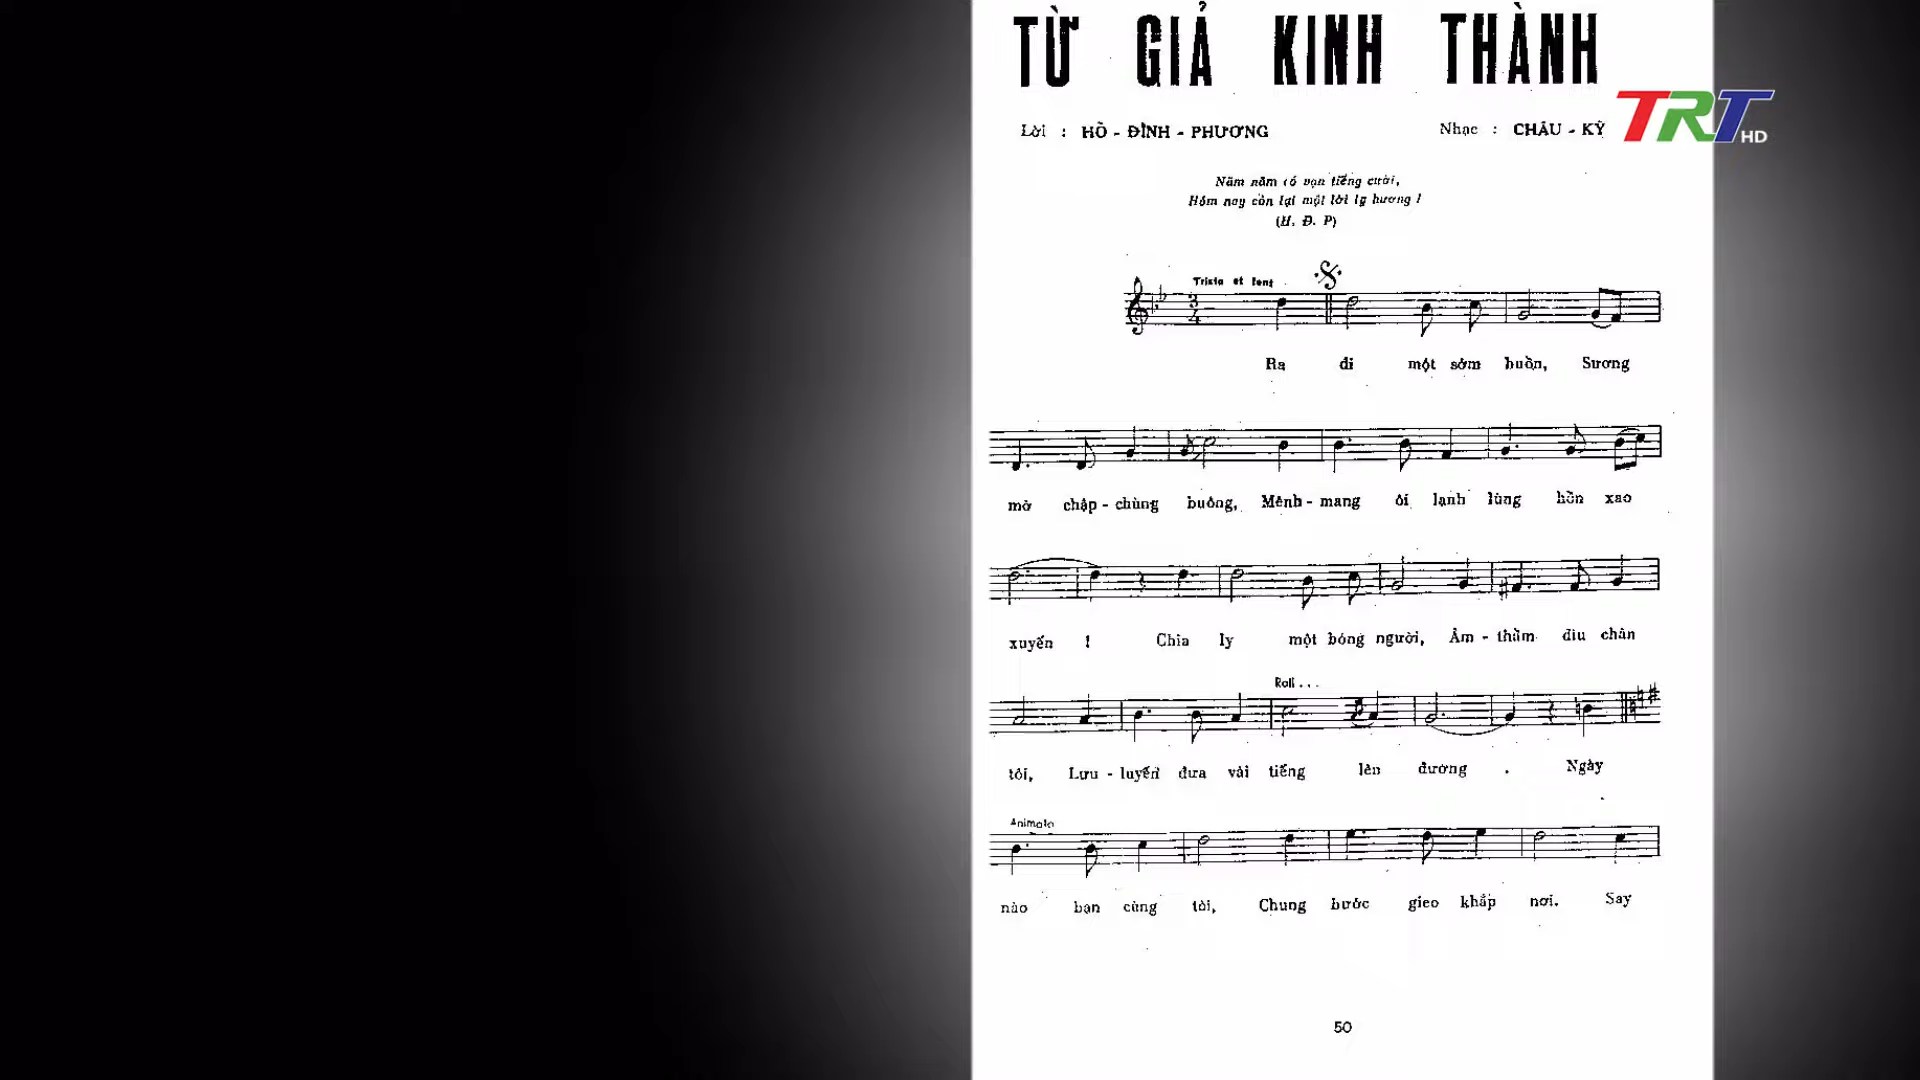 TỪ GIẢ KINH THÀNH
TRT HD
Lời : HỒ - ĐÌNH - PHƯƠNG
Nhạc : CHÂU - KỲ
Năm năm có vạn tiếng cười,
Hôm nay còn lại một lời ly hương !
(H. Đ. P)
Triste et lent
Ra đi một sớm buồn, Sương
mờ chập - chùng buông, Mênh - mang ôi lạnh lùng hồn xao
xuyến ! Chia ly một bóng người, Âm - thầm dìu chân
Rall . . .
tôi, Lưu - luyến đưa vài tiếng lên đường . Ngày
Animato
nào bạn cùng tôi, Chung bước gieo khắp nơi. Say
50